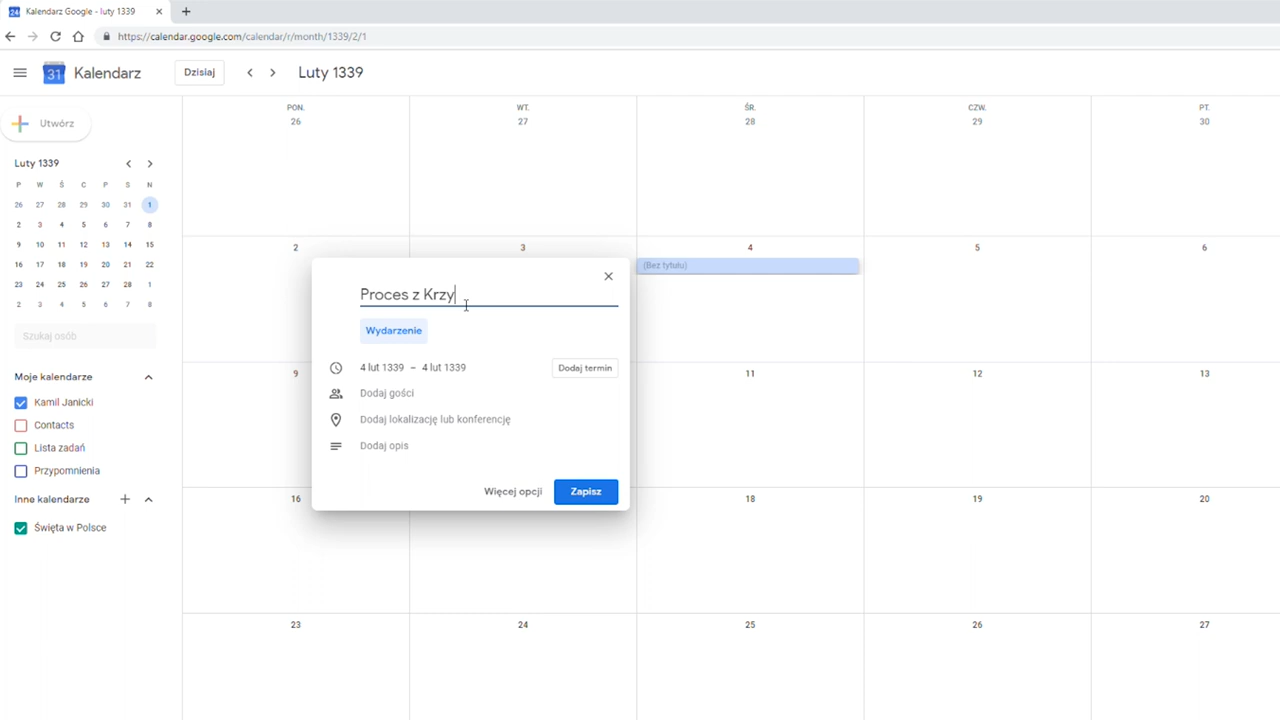 Kalendarz Google - luty 1339
https://calendar.google.com/calendar/r/month/1339/2/1
31 Kalendarz Dzisiaj Luty 1339
Utwórz
PON. WT. ŚR. CZW. PT.
26 27 28 29 30
Luty 1339
P W Ś C P S N
26 27 28 29 30 31 1
2 3 4 5 6 7 8
9 10 11 12 13 14 15
16 17 18 19 20 21 22
23 24 25 26 27 28 1
2 3 4 5 6 7 8
Szukaj osób
Moje kalendarze
Kamil Janicki
Contacts
Lista zadań
Przypomnienia
Inne kalendarze
Święta w Polsce
2 3 4 5 6
(Bez tytułu)
Proces z Krzy
Wydarzenie
4 lut 1339 – 4 lut 1339 Dodaj termin
Dodaj gości
Dodaj lokalizację lub konferencję
Dodaj opis
Więcej opcji Zapisz
9 11 12 13
16 18 19 20
23 24 25 26 27